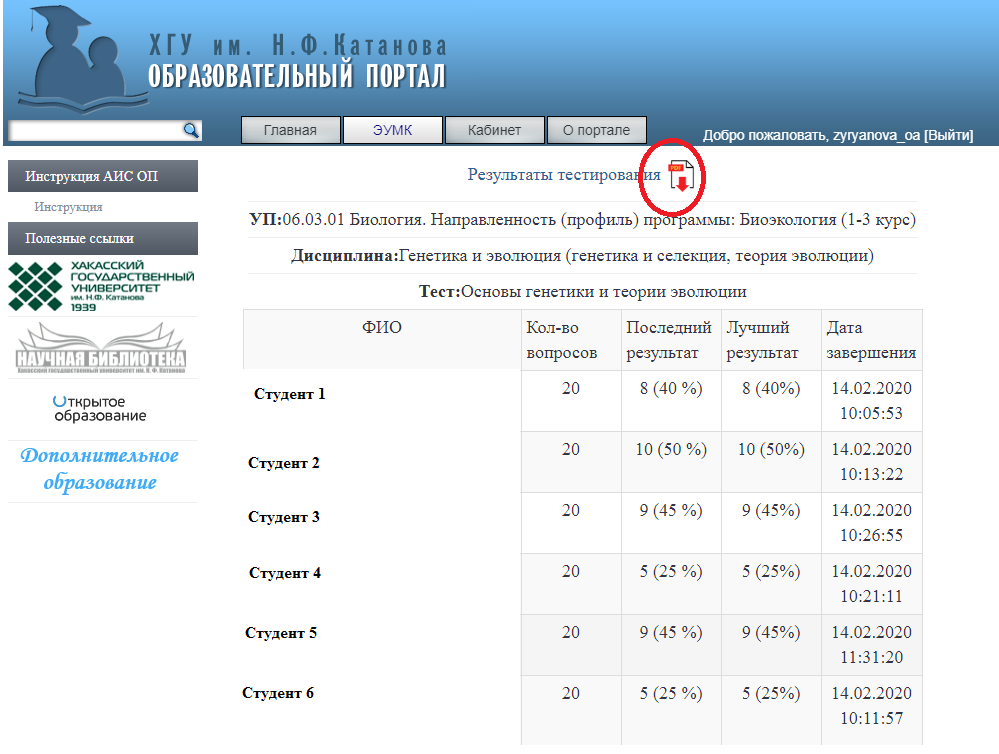 ХГУ им. Н.Ф.Катанова
ОБРАЗОВАТЕЛЬНЫЙ ПОРТАЛ
Главная
ЭУМК
Кабинет
О портале
Добро пожаловать, zyryanova_oa [Выйти]
Инструкция АИС ОП
Инструкция
Полезные ссылки
ХАКАССКИЙ
ГОСУДАРСТВЕННЫЙ
УНИВЕРСИТЕТ
им. Н.Ф. Катанова
1939
НАУЧНАЯ БИБЛИОТЕКА
Хакасский государственный университет им. Н. Ф. Катанова
Открытое
образование
Дополнительное
образование
Результаты тестирования
PDF
УП:06.03.01 Биология. Направленность (профиль) программы: Биоэкология (1-3 курс)
Дисциплина:Генетика и эволюция (генетика и селекция, теория эволюции)
Тест:Основы генетики и теории эволюции
ФИО
Кол-во
вопросов
Последний
результат
Лучший
результат
Дата
завершения
Студент 1
20
8 (40 %)
8 (40%)
14.02.2020
10:05:53
Студент 2
20
10 (50 %)
10 (50%)
14.02.2020
10:13:22
Студент 3
20
9 (45 %)
9 (45%)
14.02.2020
10:26:55
Студент 4
20
5 (25 %)
5 (25%)
14.02.2020
10:21:11
Студент 5
20
9 (45 %)
9 (45%)
14.02.2020
11:31:20
Студент 6
20
5 (25 %)
5 (25%)
14.02.2020
10:11:57